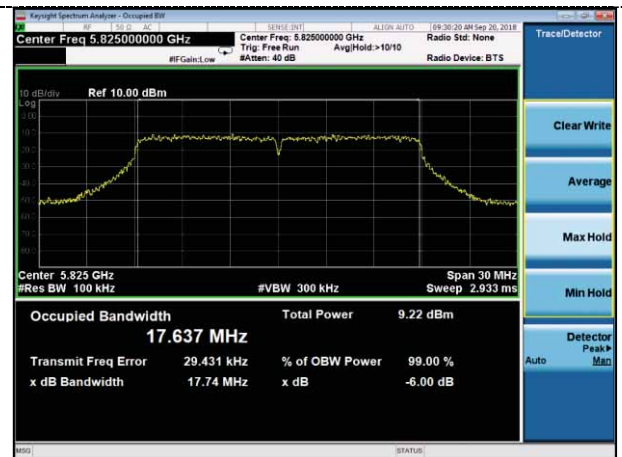 Keysight Spectrum Analyzer - Occupied BW
RF 50 Ω AC SENSE:INT ALIGN AUTO 09:30:20 AM Sep 20, 2018
Center Freq 5.825000000 GHz Center Freq: 5.825000000 GHz Radio Std: None
Trig: Free Run Avg|Hold:>10/10
#IFGain:Low #Atten: 40 dB Radio Device: BTS
Trace/Detector
10 dB/div Ref 10.00 dBm
Log
Clear Write
Average
Max Hold
Min Hold
Center 5.825 GHz Span 30 MHz
#Res BW 100 kHz #VBW 300 kHz Sweep 2.933 ms
Occupied Bandwidth Total Power 9.22 dBm
17.637 MHz
Transmit Freq Error 29.431 kHz % of OBW Power 99.00 %
x dB Bandwidth 17.74 MHz x dB -6.00 dB
Detector
Peak▶
Auto Man
MSG STATUS